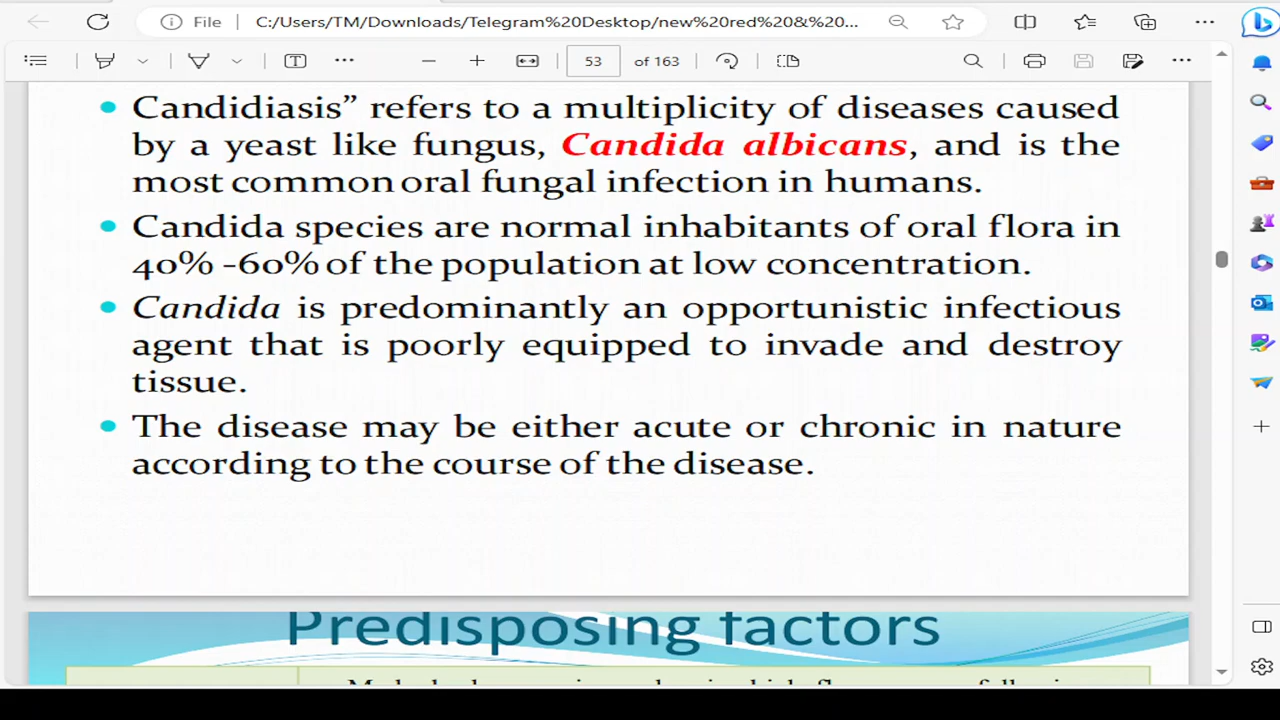 File
C:/Users/TM/Downloads/Telegram%20Desktop/new%20red%20&%20...
53 of 163
Candidiasis” refers to a multiplicity of diseases caused
by a yeast like fungus, Candida albicans, and is the
most common oral fungal infection in humans.
Candida species are normal inhabitants of oral flora in
40% -60% of the population at low concentration.
Candida is predominantly an opportunistic infectious
agent that is poorly equipped to invade and destroy
tissue.
The disease may be either acute or chronic in nature
according to the course of the disease.
Predisposing factors